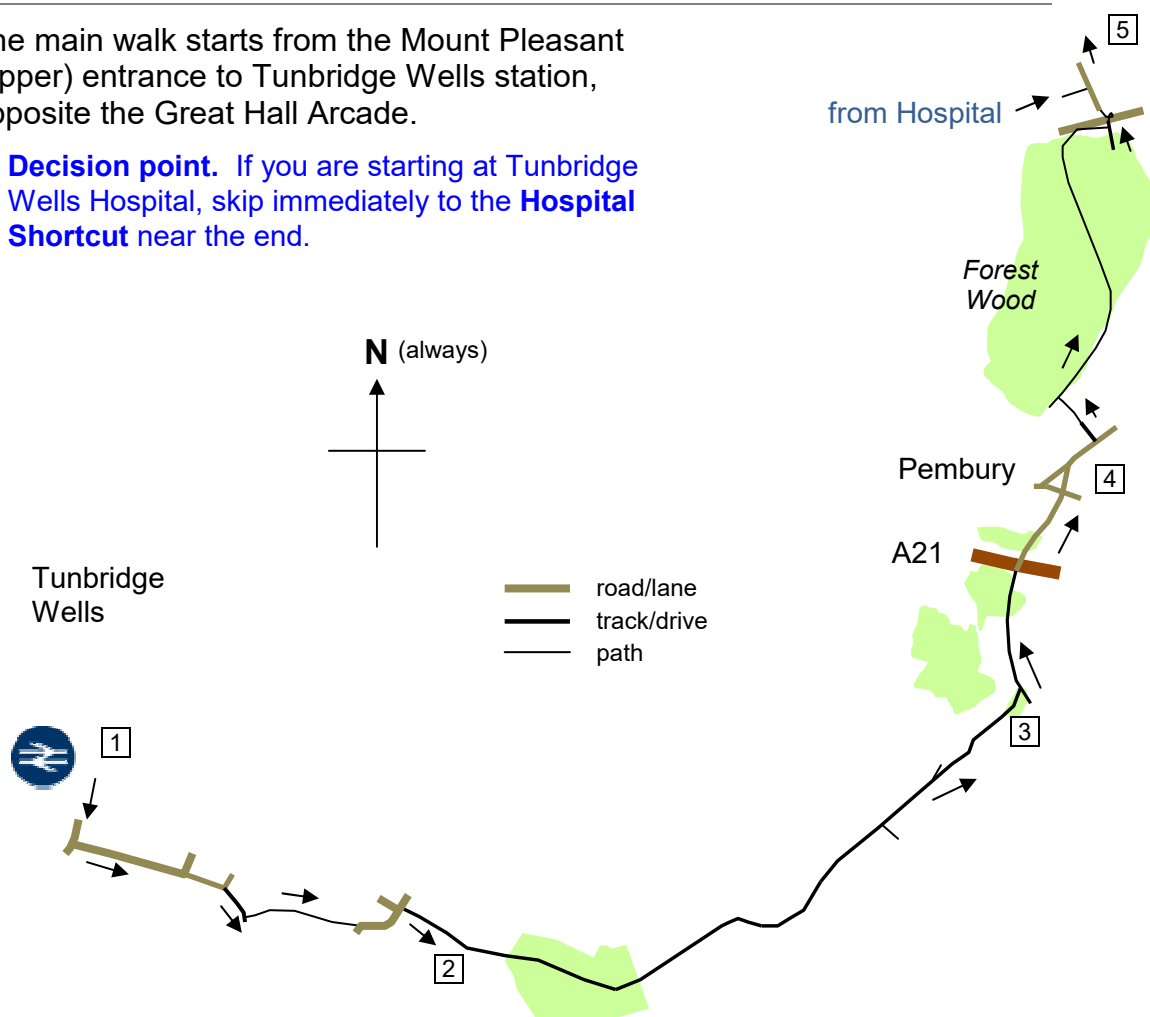 ne main walk starts from the Mount Pleasant
pper) entrance to Tunbridge Wells station,
pposite the Great Hall Arcade.
Decision point. If you are starting at Tunbridge
Wells Hospital, skip immediately to the Hospital
Shortcut near the end.
5
from Hospital
Forest
Wood
N (always)
Pembury
4
A21
Tunbridge
Wells
road/lane
track/drive
path
3
1
2